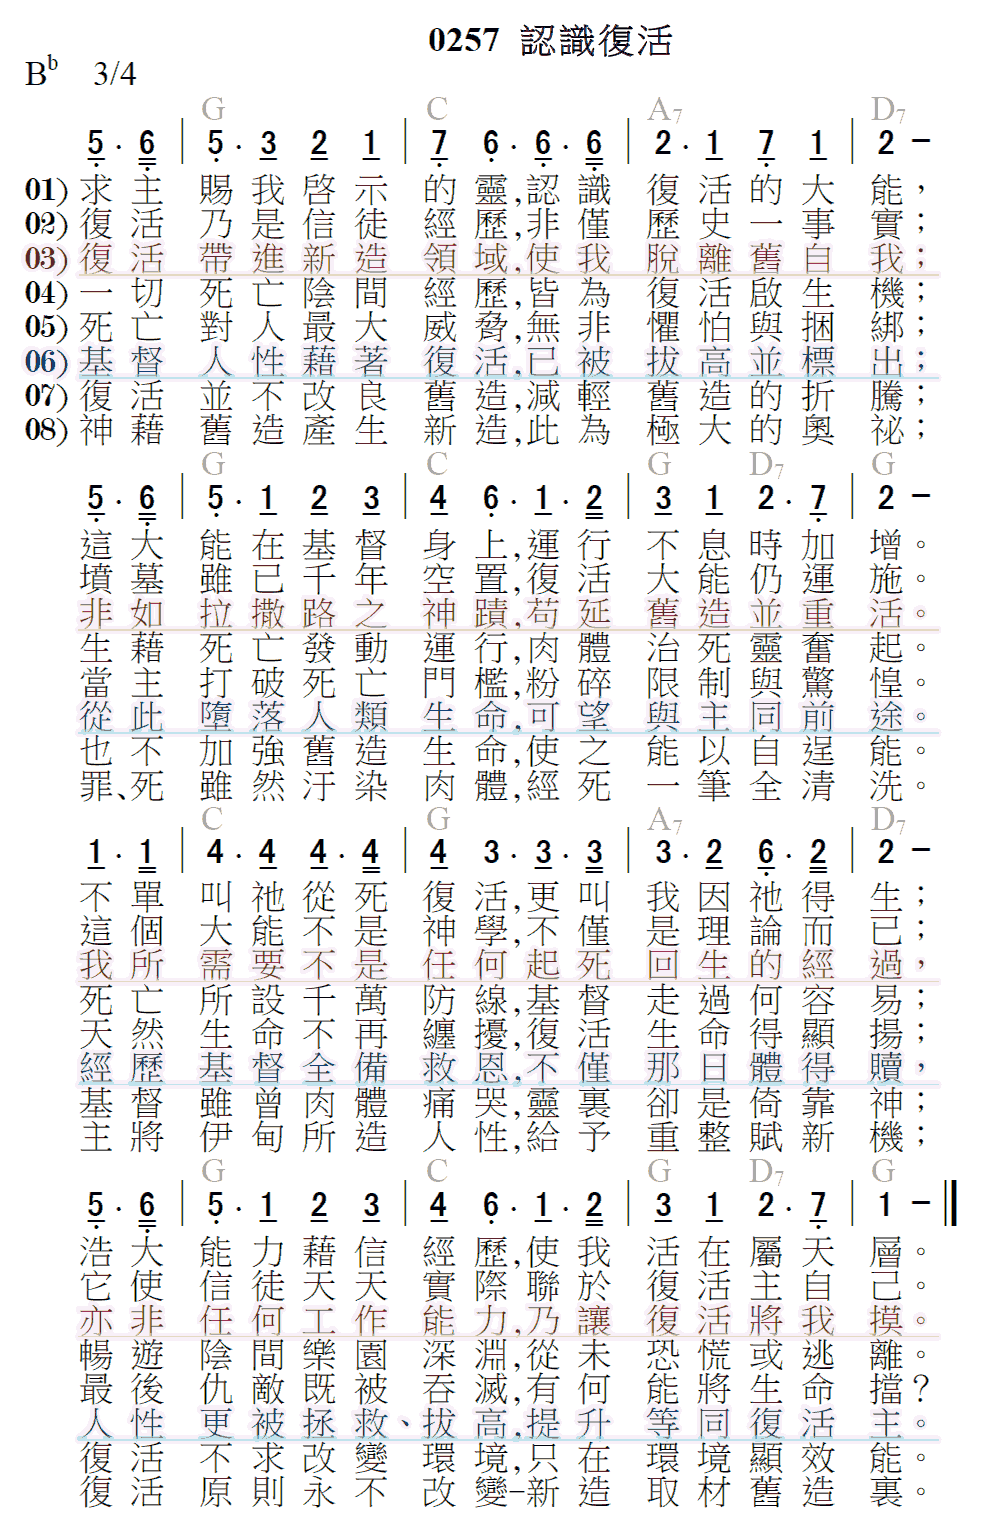 0257 認識復活
B♭ 3/4
G C A7 D7
5 . 6 | 5 . 3 2 1 | 7 6 . 6 . 6 | 2 . 1 7 1 | 2 –
01) 求主賜我啓示的靈,認識復活的大能，
02) 復活乃是信徒經歷,非僅歷史一事實；
03) 復活帶進新造領域,使我脫離舊自我；
04) 一切死亡陰間經歷,皆為復活啟生機；
05) 死亡對人最大威脅,無非懼怕與捆綁；
06) 基督人性藉著復活,已被拔高並標出；
07) 復活並不改良舊造,減輕舊造的折騰；
08) 神藉舊造產生新造,此為極大的奧祕；
G C G D7 G
5 . 6 | 5 . 1 2 3 | 4 6 . 1 . 2 | 3 1 2 . 7 | 2 –
這大能在基督身上,運行不息時加增。
墳墓雖已千年空置,復活大能仍運施。
非如拉撒路之神蹟,苟延舊造並重活。
生藉死亡發動運行,肉體治死靈奮起。
當主打破死亡門檻,粉碎限制與驚惶。
從此墮落人類生命,可望與主同前途。
也不加強舊造生命,使之能以自逞能。
罪、死雖然汙染肉體,經死一筆全清洗。
C G A7 D7
1 . 1 | 4 . 4 4 . 4 | 4 3 . 3 . 3 | 3 . 2 6 . 2 | 2 –
不單叫祂從死復活,更叫我因祂得生；
這個大能不是神學,不僅是理論而已；
我所需要不是任何起死回生的經過，
死亡所設千萬防線,基督走過何容易；
天然生命不再纏擾,復活生命得顯揚；
經歷基督全備救恩,不僅那日體得贖，
基督雖曾肉體痛哭,靈裏卻是倚靠神；
主將伊甸所造人性,給予重整賦新機；
G C G D7 G
5 . 6 | 5 . 1 2 3 | 4 6 . 1 . 2 | 3 1 2 . 7 | 1 – ‖
浩大能力藉信經歷,使我活在屬天層。
它使信徒天天實際聯於復活主自己。
亦非任何工作能力,乃讓復活將我摸。
暢遊陰間樂園深淵,從未恐慌或逃離。
最後仇敵既被吞滅,有何能將生命擋？
人性更被拯救、拔高,提升等同復活主。
復活不求改變環境,只在環境顯效能。
復活原則永不改變–新造取材舊造裏。